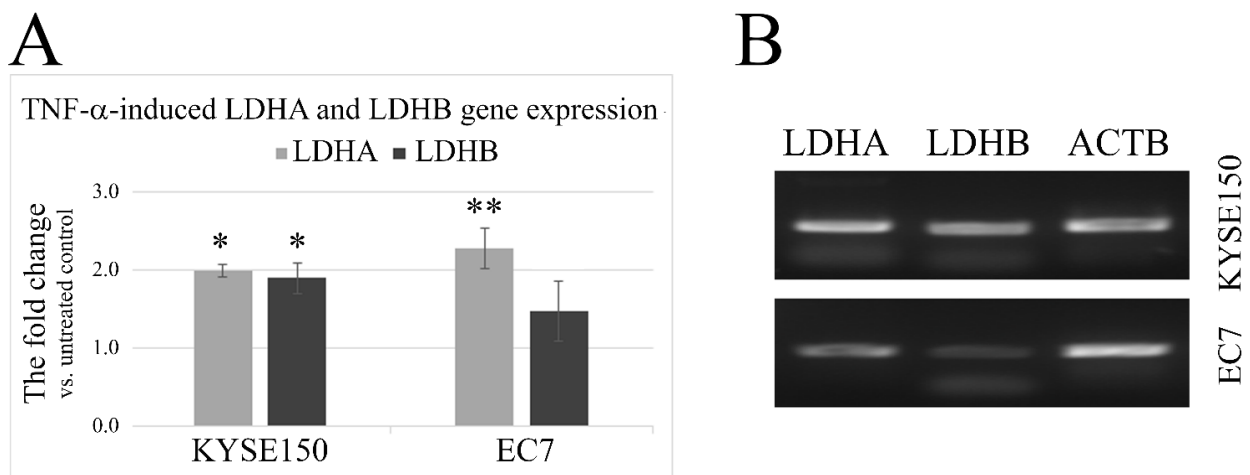 A
TNF-α-induced LDHA and LDHB gene expression
LDHA LDHB
The fold change
vs. untreated control
3.0
2.0
1.0
0.0
* * **
KYSE150 EC7
B
LDHA LDHB ACTB
KYSE150
EC7